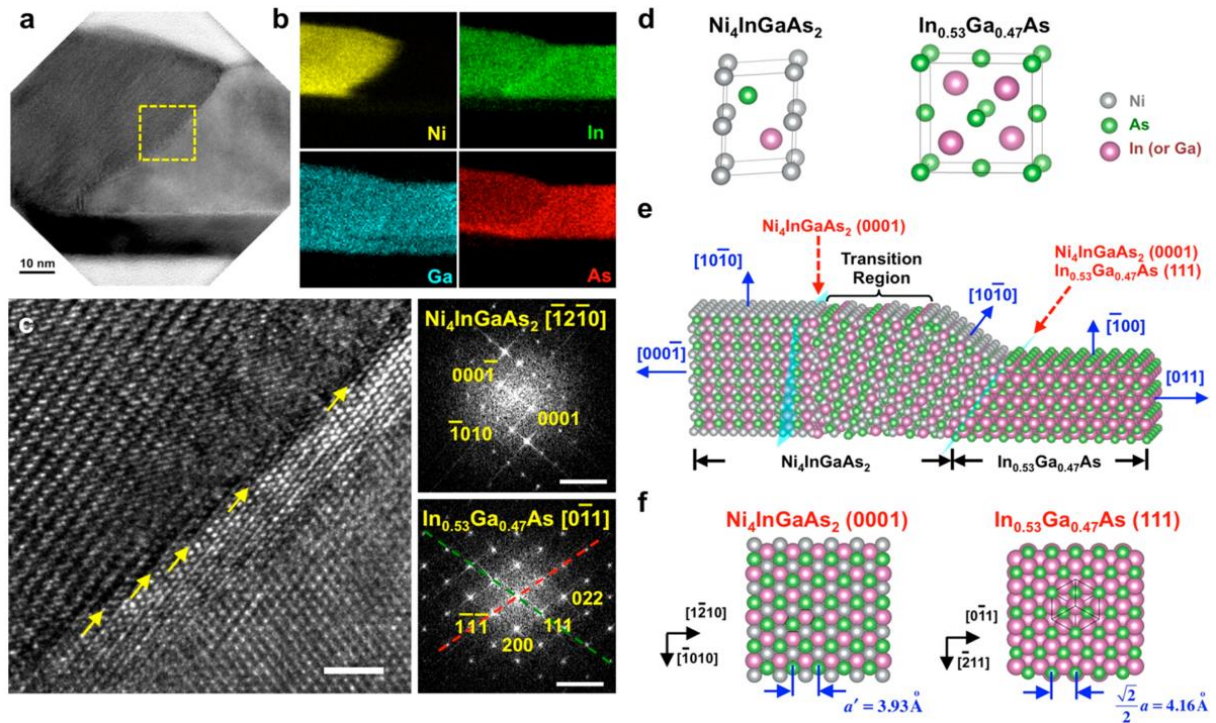 a
10 nm
b
Ni
In
Ga
As
c
Ni₄InGaAs₂ [1̅21̅0]
0001̅
0001
1̅010
In₀.₅₃Ga₀.₄₇As [01̅1]
022
1̅1̅1̅
111
200
d
Ni₄InGaAs₂
In₀.₅₃Ga₀.₄₇As
Ni
As
In (or Ga)
e
Ni₄InGaAs₂ (0001)
Ni₄InGaAs₂ (0001)
In₀.₅₃Ga₀.₄₇As (111)
Transition
Region
[101̅0]
[101̅0]
[1̅00]
[0001̅]
[011]
Ni₄InGaAs₂
In₀.₅₃Ga₀.₄₇As
f
Ni₄InGaAs₂ (0001)
In₀.₅₃Ga₀.₄₇As (111)
[12̅10]
[1̅010]
[01̅1]
[2̅11]
a′ = 3.93 Å
√2/2 a = 4.16 Å